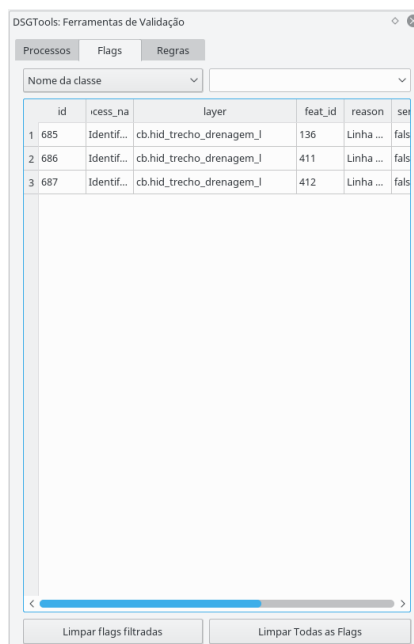 DSGTools: Ferramentas de Validação
Processos Flags Regras
Nome da classe
id ocess_na layer feat_id reason ser
1 685 Identif... cb.hid_trecho_drenagem_l 136 Linha ... fals
2 686 Identif... cb.hid_trecho_drenagem_l 411 Linha ... fals
3 687 Identif... cb.hid_trecho_drenagem_l 412 Linha ... fals
Limpar flags filtradas Limpar Todas as Flags